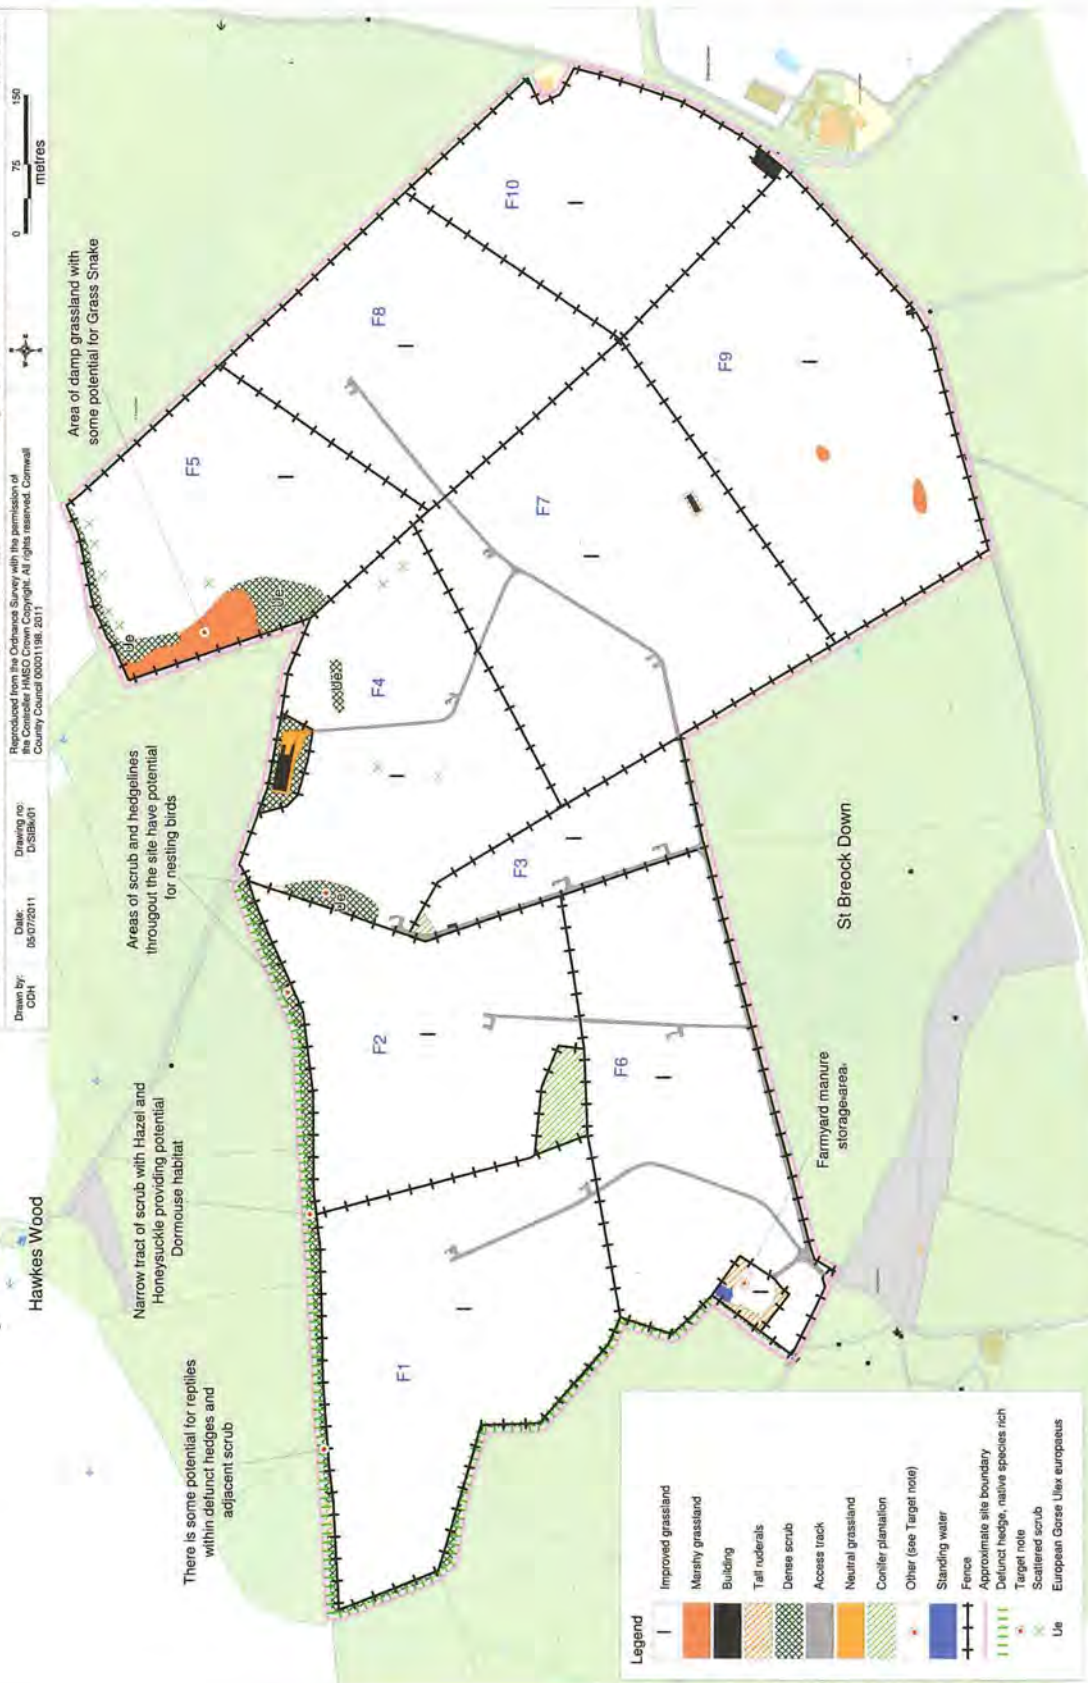 Drawn by:
CDH
Date:
05/07/2011
Drawing no:
D/SIBk/01
Reproduced from the Ordnance Survey with the permission of
the Controller HMSO Crown Copyright. All rights reserved. Cornwall
Country Council 00001198. 2011
0 75 150
metres
Hawkes Wood
There is some potential for reptiles
within defunct hedges and
adjacent scrub
Narrow tract of scrub with Hazel and
Honeysuckle providing potential
Dormouse habitat
Areas of scrub and hedgelines
througout the site have potential
for nesting birds
Area of damp grassland with
some potential for Grass Snake
F1
I
F2
I
F3
I
F4
I
F5
I
F6
I
F7
I
F8
I
F9
I
F10
I
I
Ue
Ue
Ue
Ue
Farmyard manure
storage area
St Breock Down
Legend
I Improved grassland
Marshy grassland
Building
Tall ruderals
Dense scrub
Access track
Neutral grassland
Conifer plantation
Other (see Target note)
Standing water
Fence
Approximate site boundary
Defunct hedge, native species rich
Target note
Scattered scrub
Ue European Gorse Ulex europaeus